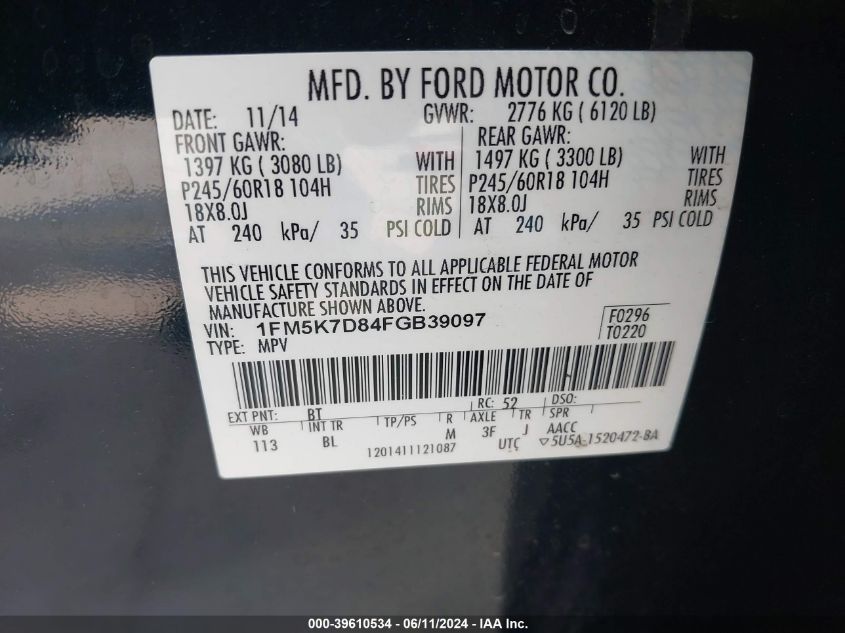 MFD. BY FORD MOTOR CO.
DATE: 11/14 GVWR: 2776 KG ( 6120 LB)
FRONT GAWR: REAR GAWR:
1397 KG ( 3080 LB) WITH 1497 KG ( 3300 LB) WITH
P245/60R18 104H TIRES P245/60R18 104H TIRES
18X8.0J RIMS 18X8.0J RIMS
AT 240 kPa/ 35 PSI COLD AT 240 kPa/ 35 PSI COLD
THIS VEHICLE CONFORMS TO ALL APPLICABLE FEDERAL MOTOR
VEHICLE SAFETY STANDARDS IN EFFECT ON THE DATE OF
MANUFACTURE SHOWN ABOVE.
VIN: 1FM5K7D84FGB39097 F0296
TYPE: MPV T0220
EXT PNT: BT RC: 52 DSO:
WB INT TR TP/PS R AXLE TR SPR
113 BL M 3F J AACC
1201411121087 UTC ▽5U5A-1520472-BA
000-39610534 - 06/11/2024 - IAA Inc.